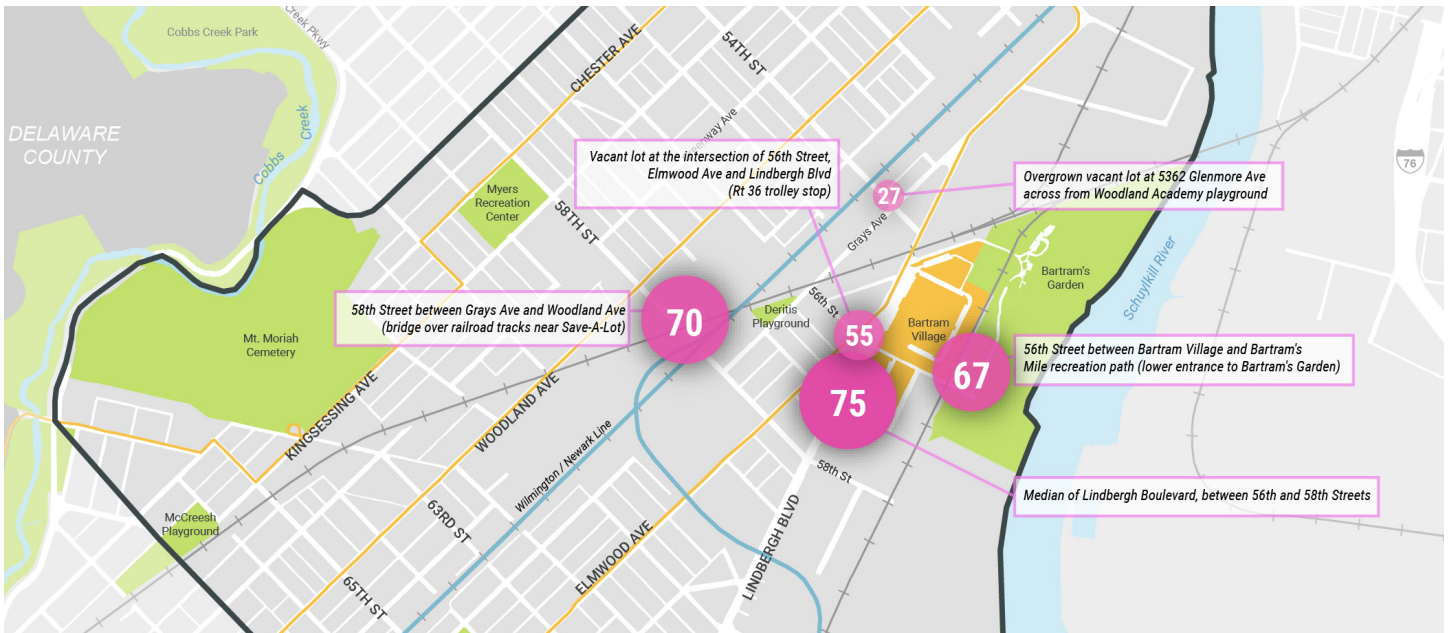 Cobbs Creek Park
Creek Pkwy
DELAWARE
COUNTY
Cobbs
Creek
CHESTER AVE
54TH ST
Vacant lot at the intersection of 56th Street,
Elmwood Ave and Lindbergh Blvd
(Rt 36 trolley stop)
76
Overgrown vacant lot at 5362 Glenmore Ave
across from Woodland Academy playground
27
Myers
Recreation
Center
58TH ST
Grays Ave
Schuylkill River
Bartram's
Garden
58th Street between Grays Ave and Woodland Ave
(bridge over railroad tracks near Save-A-Lot)
70
Deritis
Playground
56th St
55
Bartram
Village
Mt. Moriah
Cemetery
67
56th Street between Bartram Village and Bartram's
Mile recreation path (lower entrance to Bartram's Garden)
75
KINGSESSING AVE
WOODLAND AVE
Wilmington / Newark Line
58th St
Median of Lindbergh Boulevard, between 56th and 58th Streets
McCreesh
Playground
63RD ST
ELMWOOD AVE
LINDBERGH BLVD
65TH ST